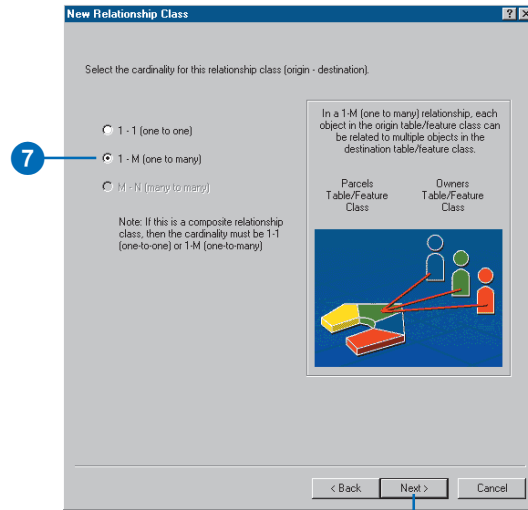 New Relationship Class
Select the cardinality for this relationship class (origin - destination).
1 - 1 (one to one)
7
1 - M (one to many)
M - N (many to many)
Note: If this is a composite relationship
class, then the cardinality must be 1-1
(one-to-one) or 1-M (one-to-many)
In a 1-M (one to many) relationship, each
object in the origin table/feature class can
be related to multiple objects in the
destination table/feature class.
Parcels
Table/Feature
Class
Owners
Table/Feature
Class
< Back
Next >
Cancel